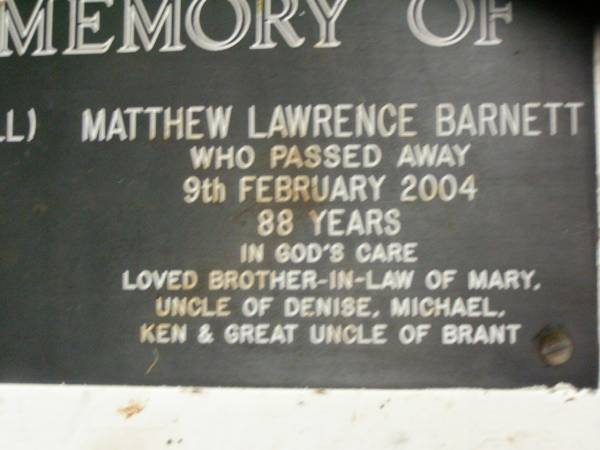 MEMORY OF
LL) MATTHEW LAWRENCE BARNETT
WHO PASSED AWAY
9th FEBRUARY 2004
88 YEARS
IN GOD'S CARE
LOVED BROTHER-IN-LAW OF MARY,
UNCLE OF DENISE, MICHAEL,
KEN & GREAT UNCLE OF BRANT